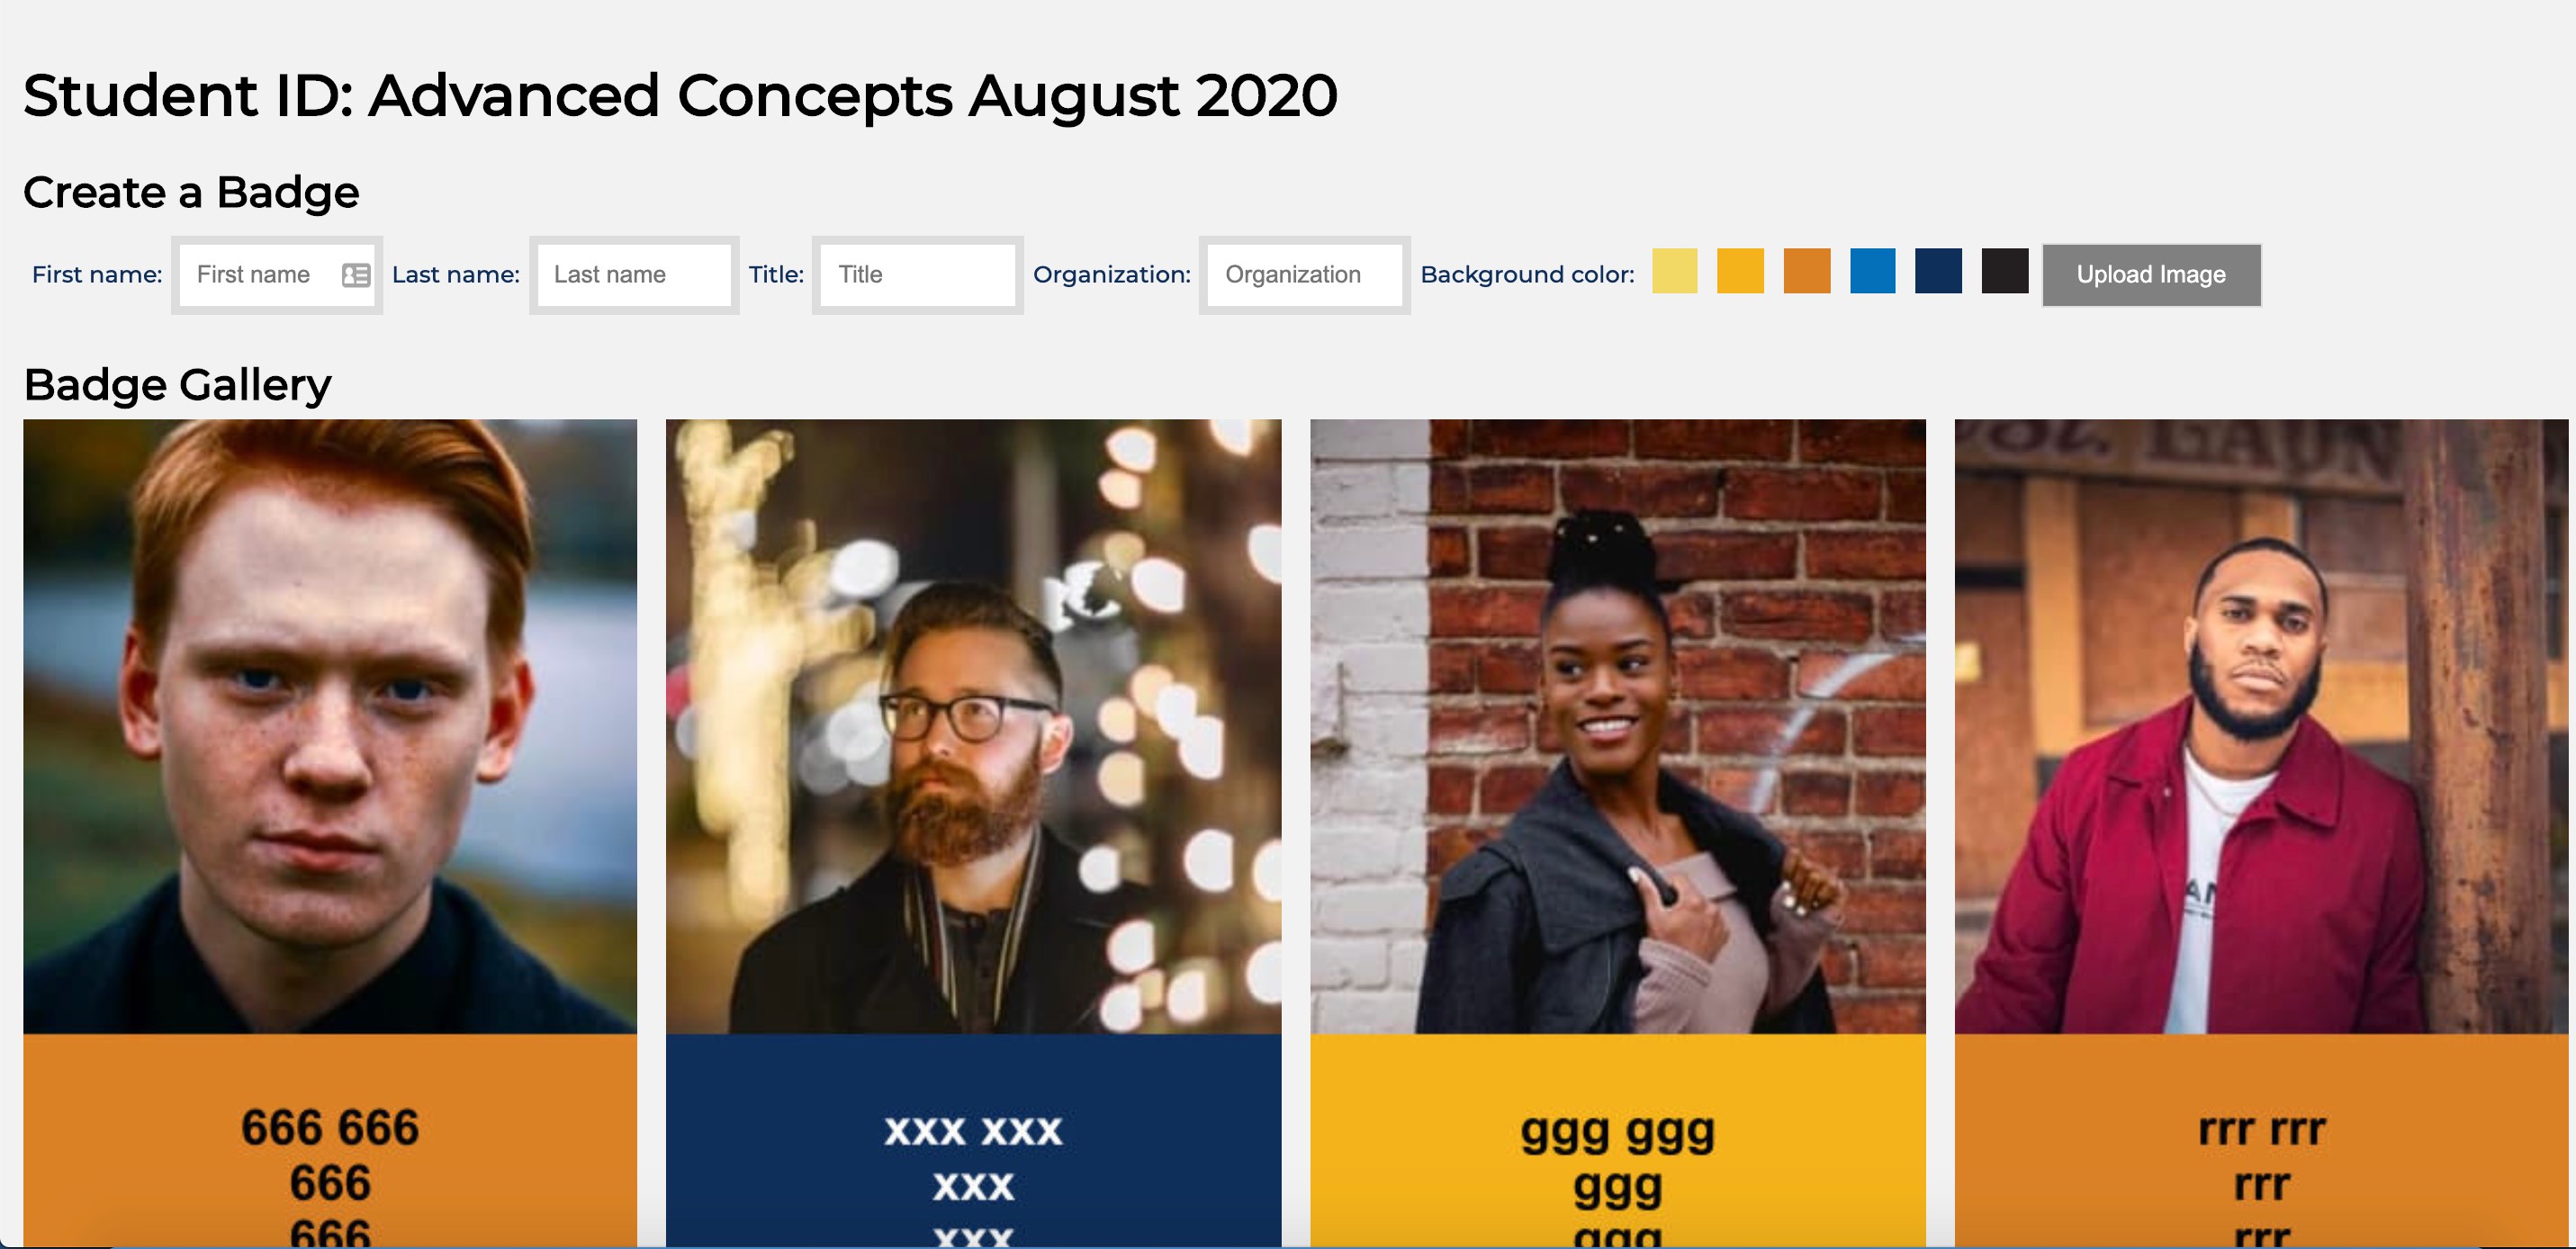 Student ID: Advanced Concepts August 2020
Create a Badge
First name: First name Last name: Last name Title: Title Organization: Organization Background color: Upload Image
Badge Gallery
666 666
666
666
xxx xxx
xxx
xxx
ggg ggg
ggg
ggg
rrr rrr
rrr
rrr